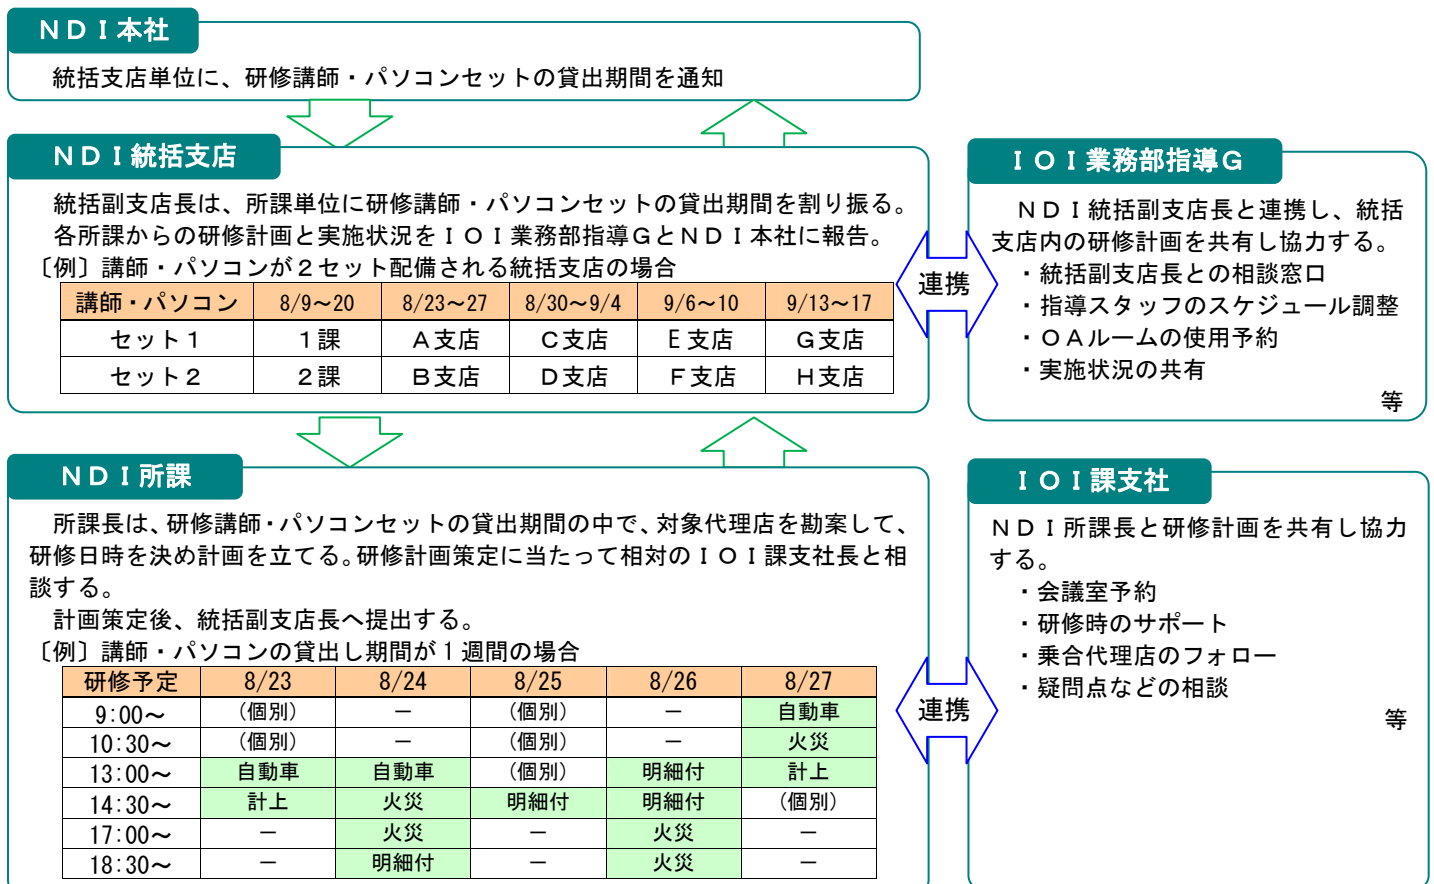 ＮＤＩ本社
統括支店単位に、研修講師・パソコンセットの貸出期間を通知
ＮＤＩ統括支店
統括副支店長は、所課単位に研修講師・パソコンセットの貸出期間を割り振る。
各所課からの研修計画と実施状況をＩＯＩ業務部指導ＧとＮＤＩ本社に報告。
〔例〕講師・パソコンが２セット配備される統括支店の場合
講師・パソコン 8/9～20 8/23～27 8/30～9/4 9/6～10 9/13～17
セット１ １課 Ａ支店 Ｃ支店 Ｅ支店 Ｇ支店
セット２ ２課 Ｂ支店 Ｄ支店 Ｆ支店 Ｈ支店
連携
ＩＯＩ業務部指導Ｇ
ＮＤＩ統括副支店長と連携し、統括
支店内の研修計画を共有し協力する。
・統括副支店長との相談窓口
・指導スタッフのスケジュール調整
・ＯＡルームの使用予約
・実施状況の共有
等
ＮＤＩ所課
所課長は、研修講師・パソコンセットの貸出期間の中で、対象代理店を勘案して、
研修日時を決め計画を立てる。研修計画策定に当たって相対のＩＯＩ課支社長と相
談する。
計画策定後、統括副支店長へ提出する。
〔例〕講師・パソコンの貸出し期間が１週間の場合
研修予定 8/23 8/24 8/25 8/26 8/27
9:00～ (個別) － (個別) － 自動車
10:30～ (個別) － (個別) － 火災
13:00～ 自動車 自動車 (個別) 明細付 計上
14:30～ 計上 火災 明細付 明細付 (個別)
17:00～ － 火災 － 火災 －
18:30～ － 明細付 － 火災 －
連携
ＩＯＩ課支社
ＮＤＩ所課長と研修計画を共有し協力
する。
・会議室予約
・研修時のサポート
・乗合代理店のフォロー
・疑問点などの相談
等